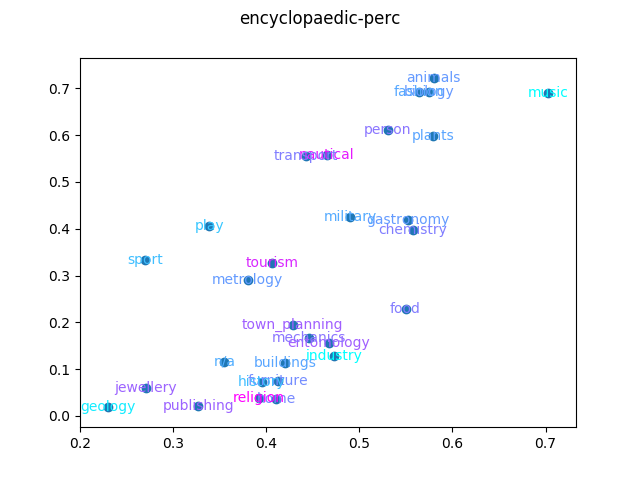 encyclopaedic-perc
animals
fashion
biology
music
0.7
person
plants
0.6
transport
nautical
0.5
military
gastronomy
play
chemistry
0.4
sport
tourism
0.3
metrology
food
town_planning
0.2
mechanics
entomology
industry
n/a
buildings
0.1
history
furniture
jewellery
religion
home
geology
publishing
0.0
0.2 0.3 0.4 0.5 0.6 0.7